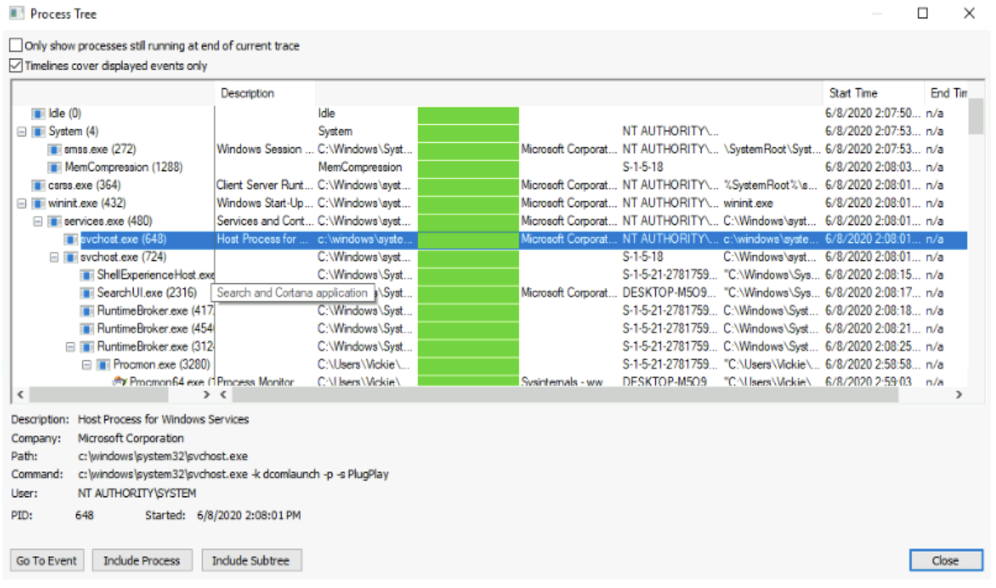 Process Tree
Only show processes still running at end of current trace
Timelines cover displayed events only
Description Start Time End Tim
Idle (0) Idle 6/8/2020 2:07:50... n/a
System (4) System NT AUTHORITY\... 6/8/2020 2:07:53... n/a
smss.exe (272) Windows Session ... C:\Windows\Syst... Microsoft Corporat... NT AUTHORITY\... \SystemRoot\Syst... 6/8/2020 2:07:53... n/a
MemCompression (1288) MemCompression S-1-5-18 6/8/2020 2:08:03... n/a
csrss.exe (364) Client Server Runt... C:\Windows\syst... Microsoft Corporat... NT AUTHORITY\... %SystemRoot%\s... 6/8/2020 2:08:01... n/a
wininit.exe (432) Windows Start-Up... C:\Windows\syst... Microsoft Corporat... NT AUTHORITY\... wininit.exe 6/8/2020 2:08:01... n/a
services.exe (480) Services and Cont... C:\Windows\syst... Microsoft Corporat... NT AUTHORITY\... C:\Windows\syst... 6/8/2020 2:08:01... n/a
svchost.exe (648) Host Process for ... c:\windows\syste... Microsoft Corporat... NT AUTHORITY\... c:\windows\syste... 6/8/2020 2:08:01... n/a
svchost.exe (724) C:\Windows\syst... S-1-5-18 c:\windows\syste... 6/8/2020 2:08:01... n/a
ShellExperienceHost.exe C:\Windows\Syst... S-1-5-21-2781759... "C:\Windows\Sys... 6/8/2020 2:08:15... n/a
SearchUI.exe (2316) Search and Cortana application C:\Windows\Syst... Microsoft Corporat... DESKTOP-M5O9... "C:\Windows\Sys... 6/8/2020 2:08:17... n/a
RuntimeBroker.exe (417 C:\Windows\Syst... S-1-5-21-2781759... C:\Windows\Syst... 6/8/2020 2:08:18... n/a
RuntimeBroker.exe (454 C:\Windows\Syst... S-1-5-21-2781759... C:\Windows\Syst... 6/8/2020 2:08:21... n/a
RuntimeBroker.exe (312 C:\Windows\Syst... S-1-5-21-2781759... C:\Windows\Syst... 6/8/2020 2:08:25... n/a
Procmon.exe (3280) C:\Users\Vickie\... S-1-5-21-2781759... "C:\Users\Vickie\... 6/8/2020 2:58:58... n/a
Procmon64.exe (1 Process Monitor C:\Users\Vickie\... Sysinternals - ww... DESKTOP-M5O9... "C:\Users\Vickie\... 6/8/2020 2:59:03... n/a
Description: Host Process for Windows Services
Company: Microsoft Corporation
Path: c:\windows\system32\svchost.exe
Command: c:\windows\system32\svchost.exe -k dcomlaunch -p -s PlugPlay
User: NT AUTHORITY\SYSTEM
PID: 648 Started: 6/8/2020 2:08:01 PM
Go To Event Include Process Include Subtree Close